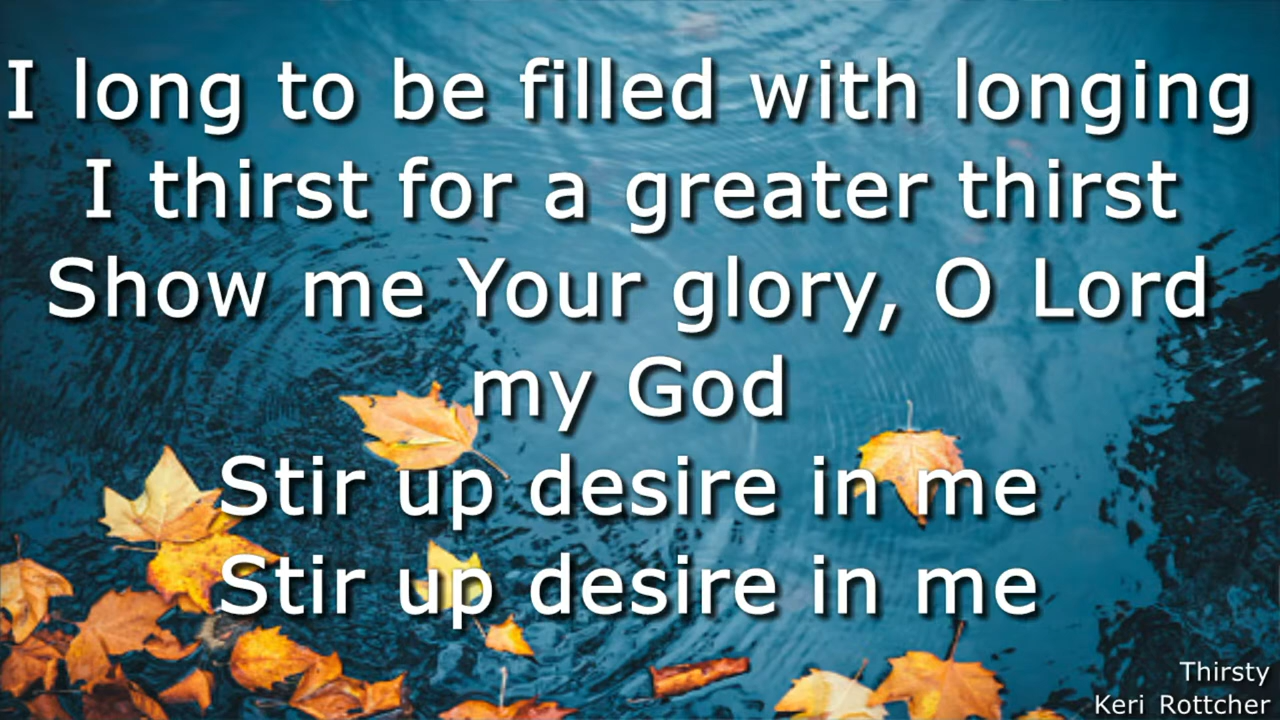 I long to be filled with longing
I thirst for a greater thirst
Show me Your glory, O Lord
my God
Stir up desire in me
Stir up desire in me
Thirsty
Keri Rottcher